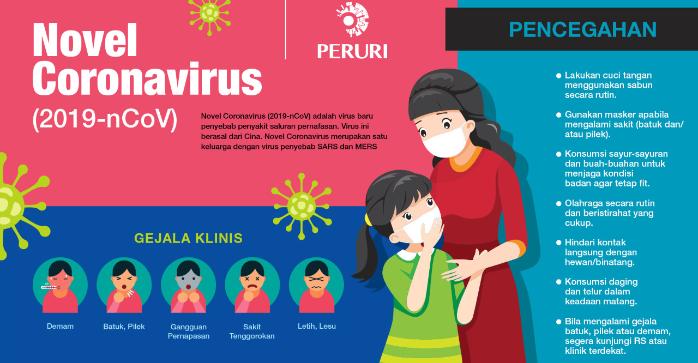 Novel
Coronavirus
(2019-nCoV)
PERURI
Novel Coronavirus (2019-nCoV) adalah virus baru
penyebab penyakit saluran pernafasan. Virus ini
berasal dari Cina. Novel Coronavirus merupakan satu
keluarga dengan virus penyebab SARS dan MERS
GEJALA KLINIS
Demam
Batuk, Pilek
Gangguan
Pernapasan
Sakit
Tenggorokan
Letih, Lesu
PENCEGAHAN
Lakukan cuci tangan
menggunakan sabun
secara rutin.
Gunakan masker apabila
mengalami sakit (batuk dan/
atau pilek).
Konsumsi sayur-sayuran
dan buah-buahan untuk
menjaga kondisi
badan agar tetap fit.
Olahraga secara rutin
dan beristirahat yang
cukup.
Hindari kontak
langsung dengan
hewan/binatang.
Konsumsi daging
dan telur dalam
keadaan matang.
Bila mengalami gejala
batuk, pilek atau demam,
segera kunjungi RS atau
klinik terdekat.